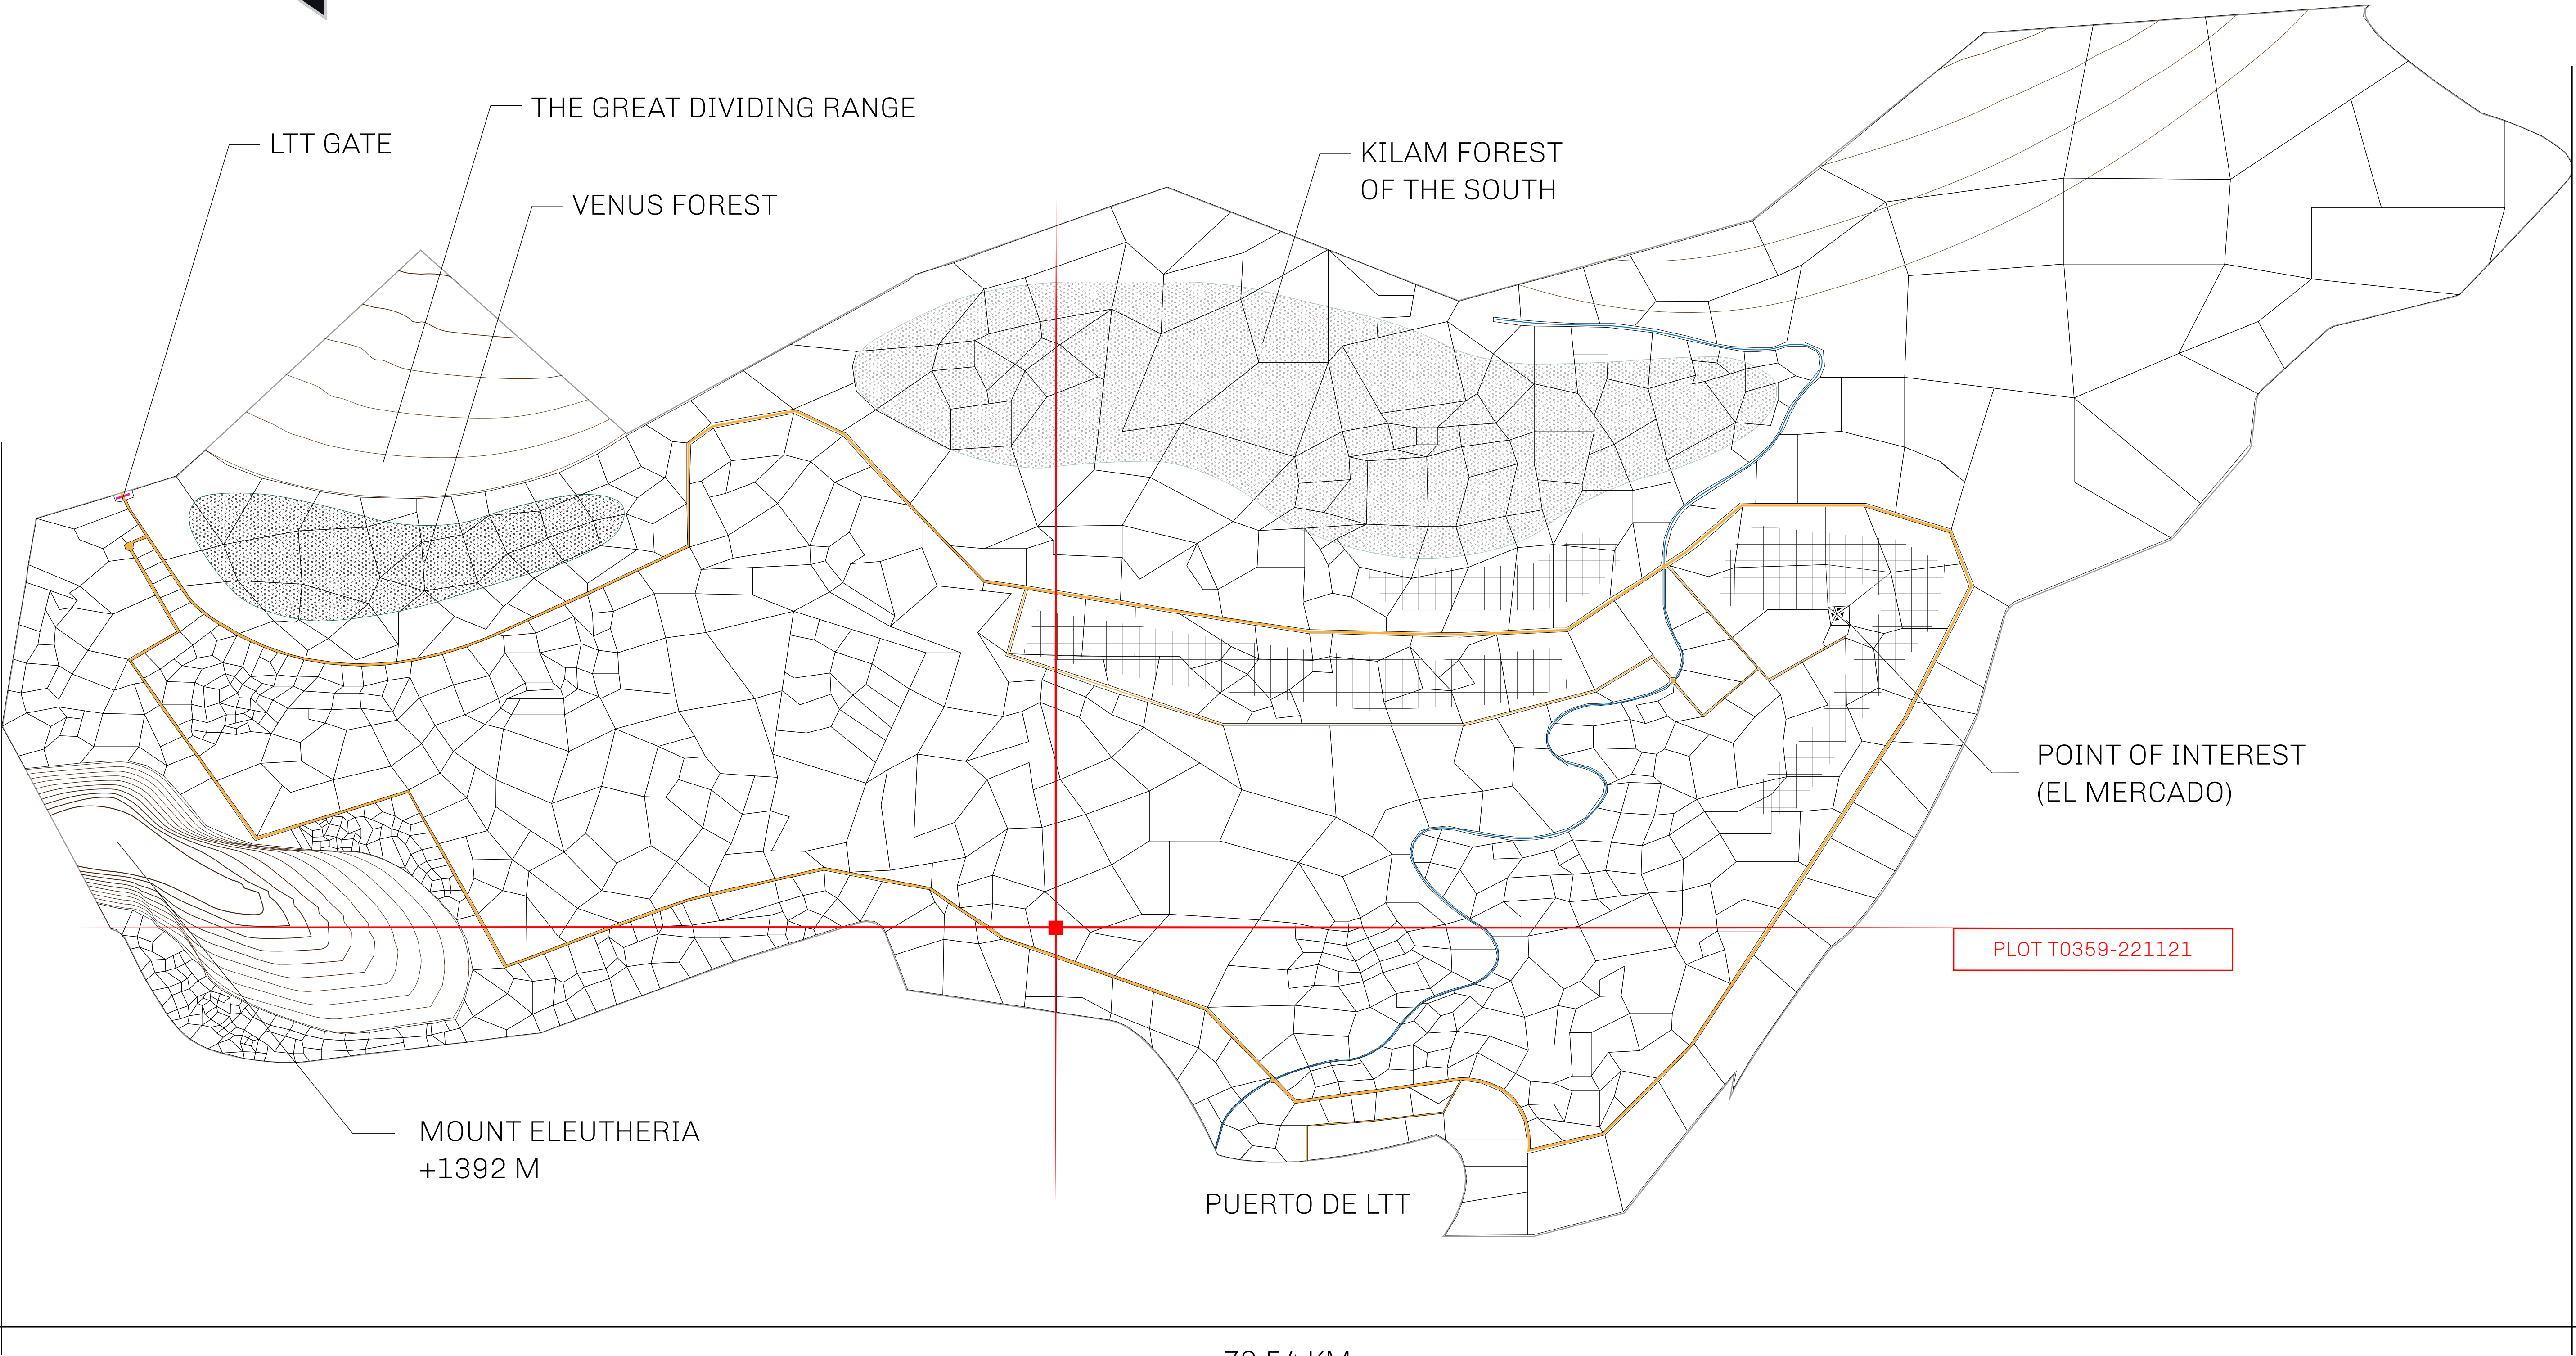 THE GREAT DIVIDING RANGE
LTT GATE
KILAM FOREST
OF THE SOUTH
VENUS FOREST
POINT OF INTEREST
(EL MERCADO)
PLOT T0359-221121
MOUNT ELEUTHERIA
+1392 M
PUERTO DE LTT
KM